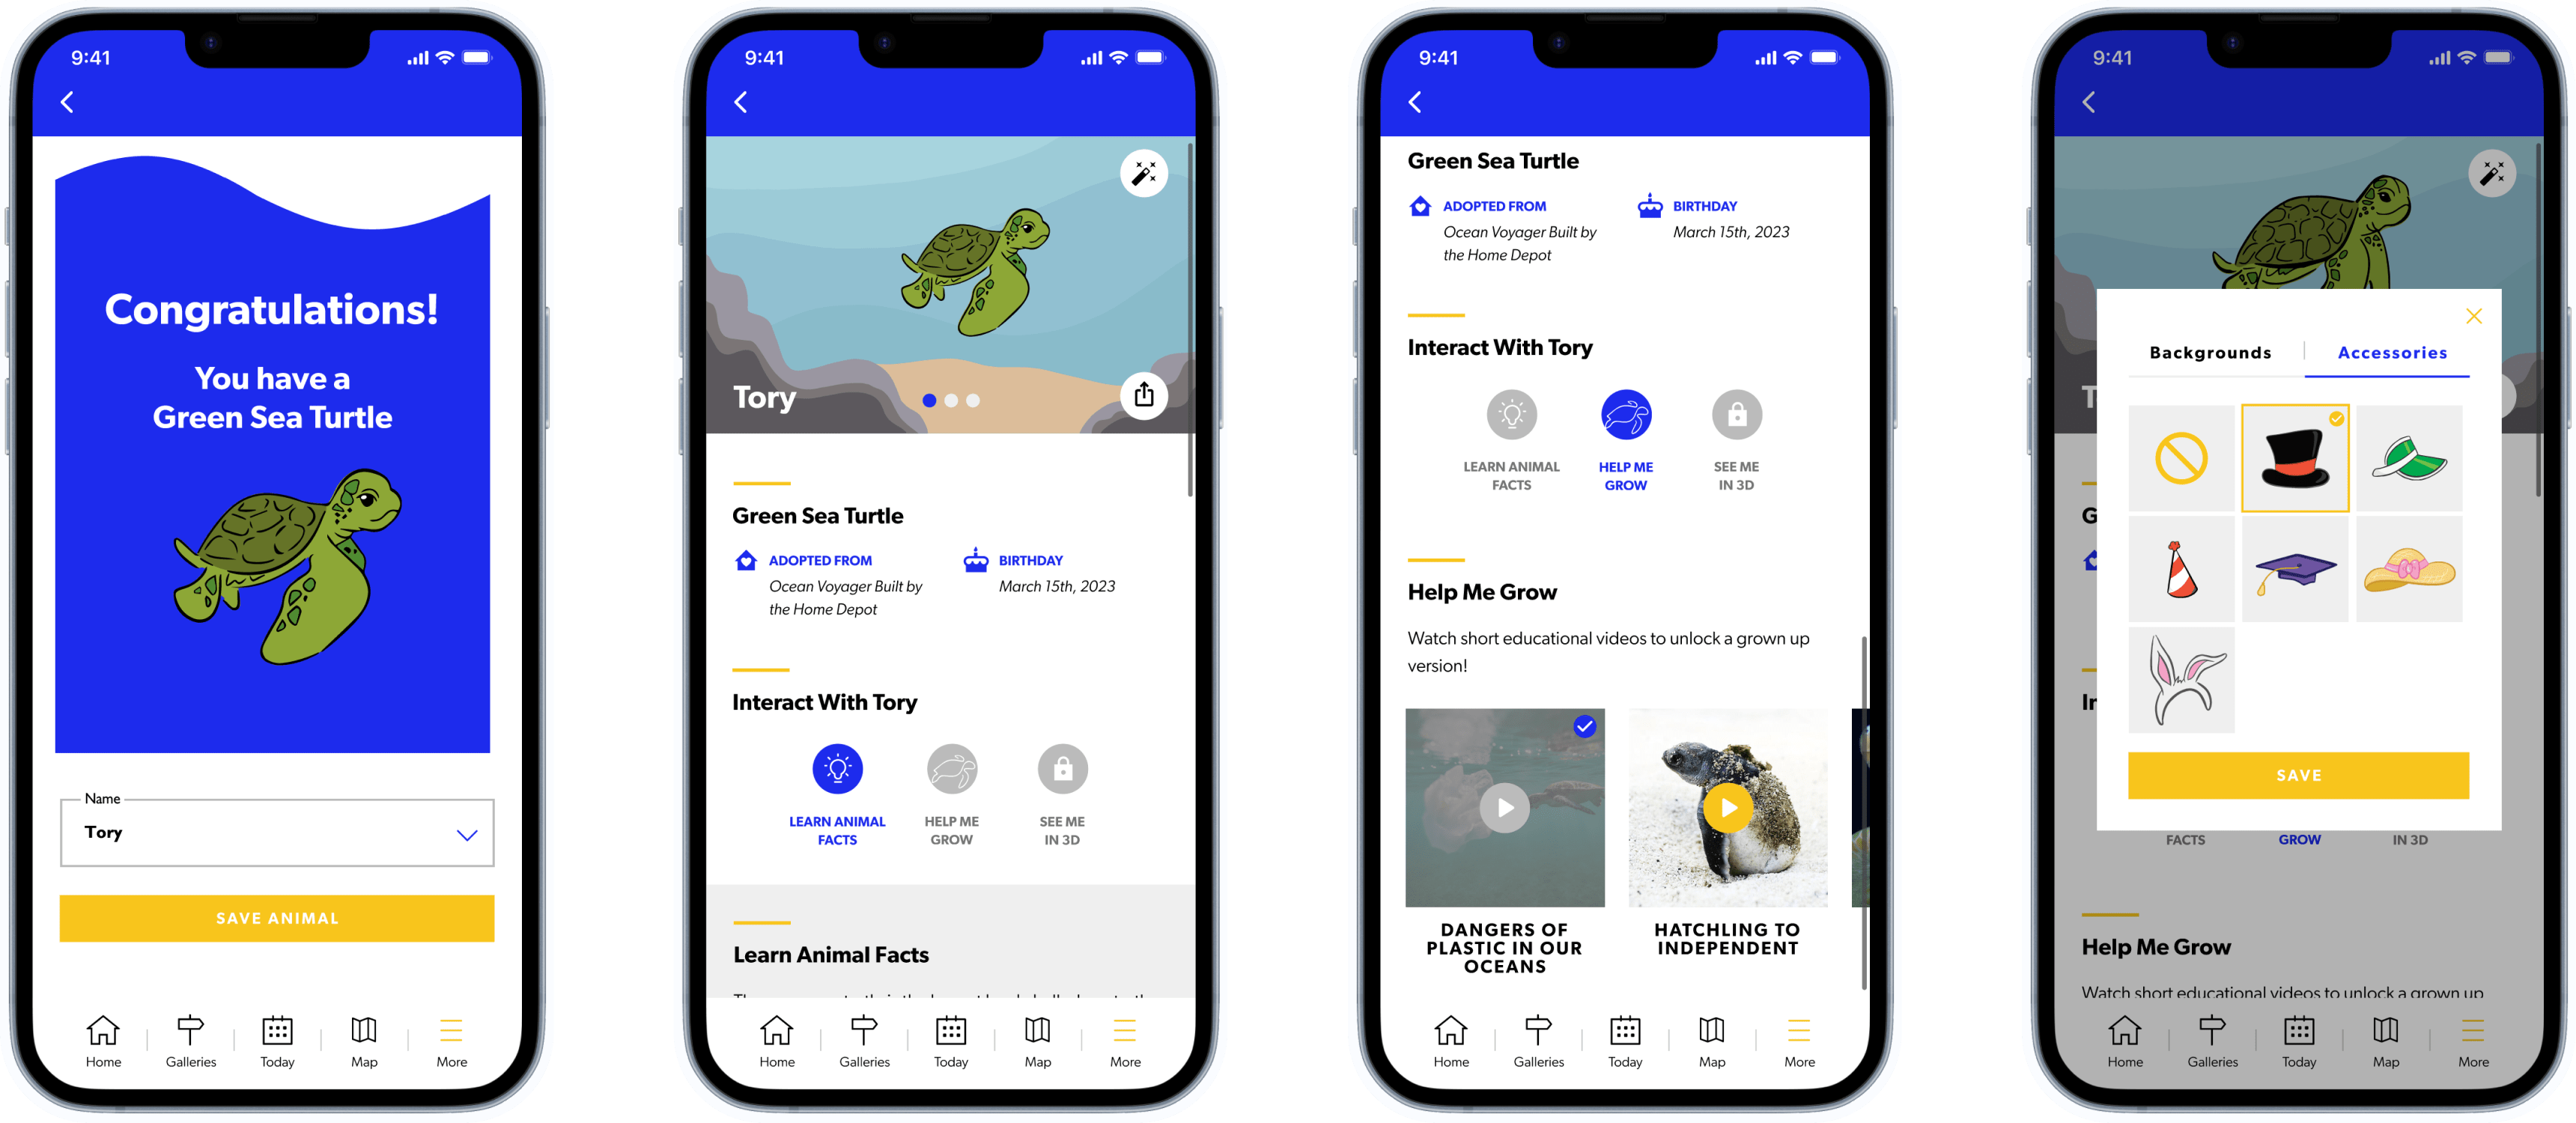 9:41
Congratulations!
You have a
Green Sea Turtle
Name
Tory
SAVE ANIMAL
Home
Galleries
Today
Map
More
9:41
Tory
Green Sea Turtle
ADOPTED FROM
Ocean Voyager Built by
the Home Depot
BIRTHDAY
March 15th, 2023
Interact With Tory
LEARN ANIMAL
FACTS
HELP ME
GROW
SEE ME
IN 3D
Learn Animal Facts
Home
Galleries
Today
Map
More
9:41
Green Sea Turtle
ADOPTED FROM
Ocean Voyager Built by
the Home Depot
BIRTHDAY
March 15th, 2023
Interact With Tory
LEARN ANIMAL
FACTS
HELP ME
GROW
SEE ME
IN 3D
Help Me Grow
Watch short educational videos to unlock a grown up
version!
DANGERS OF
PLASTIC IN OUR
OCEANS
HATCHLING TO
INDEPENDENT
Home
Galleries
Today
Map
More
9:41
Backgrounds
Accessories
SAVE
FACTS
GROW
IN 3D
Help Me Grow
Watch short educational videos to unlock a grown up
Home
Galleries
Today
Map
More